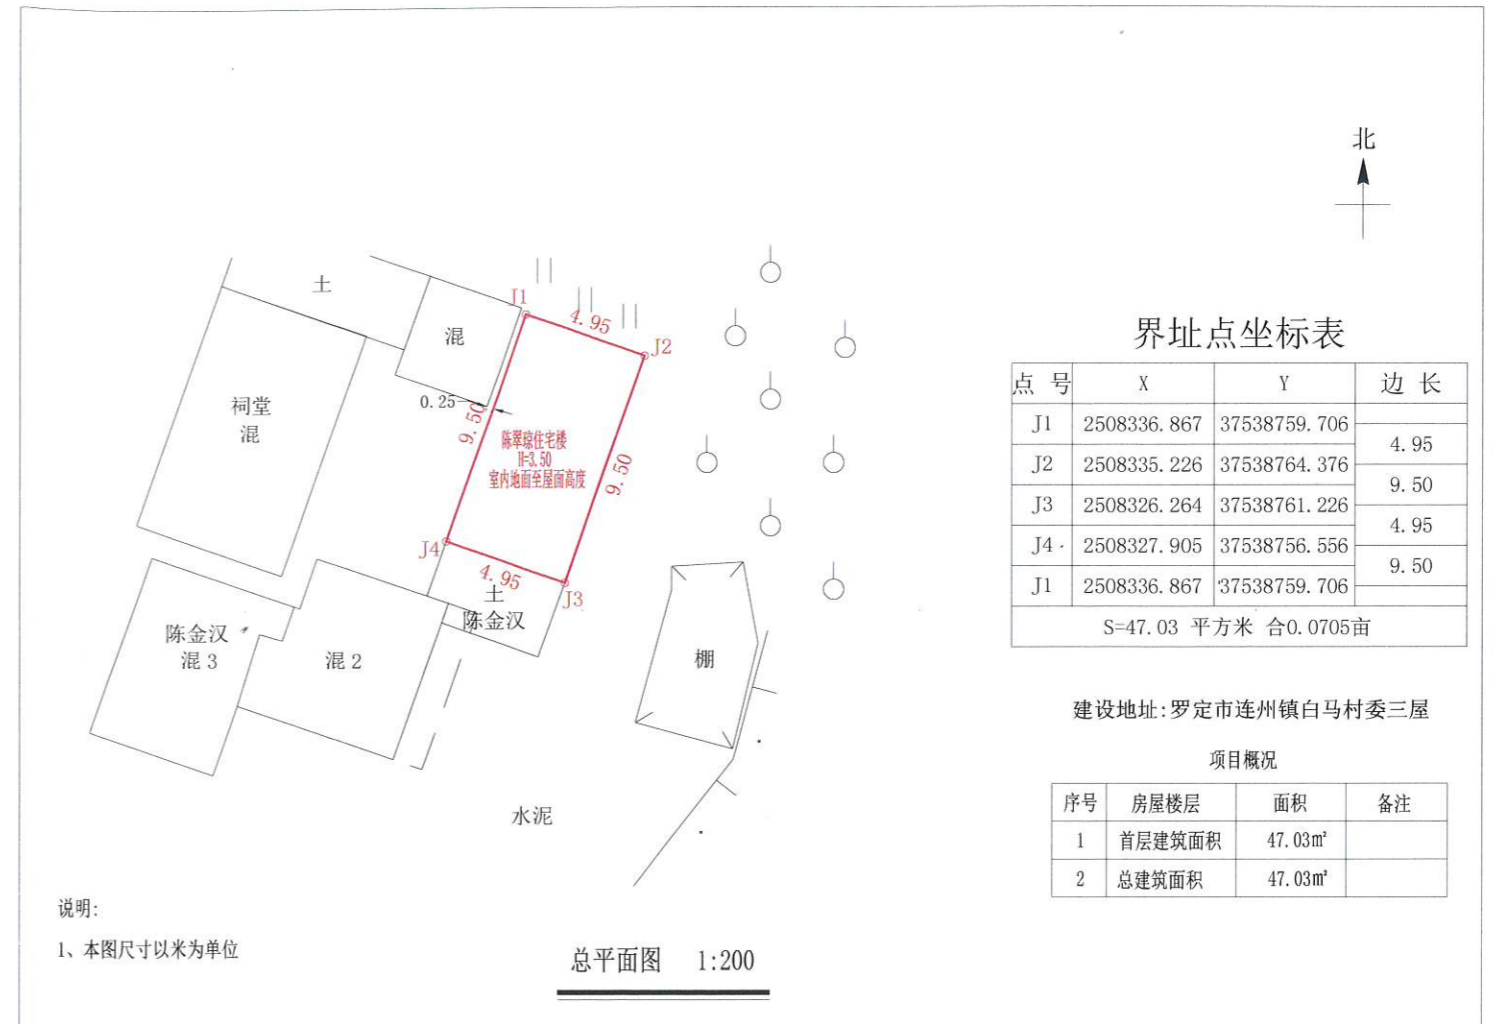 北
土
混
J1
4.95
J2
祠堂
混
0.25
9.50
陈翠琼住宅楼
H=3.50
室内地面至屋面高度
9.50
J4
4.95
J3
土
陈金汉
陈金汉
混3
混2
棚
水泥
界址点坐标表
点 号 X Y 边 长
J1 2508336.867 37538759.706
4.95
J2 2508335.226 37538764.376
9.50
J3 2508326.264 37538761.226
4.95
J4 2508327.905 37538756.556
9.50
J1 2508336.867 37538759.706
S=47.03 平方米 合0.0705亩
建设地址:罗定市连州镇白马村委三屋
项目概况
序号 房屋楼层 面积 备注
1 首层建筑面积 47.03㎡
2 总建筑面积 47.03㎡
说明:
1、本图尺寸以米为单位
总平面图 1:200